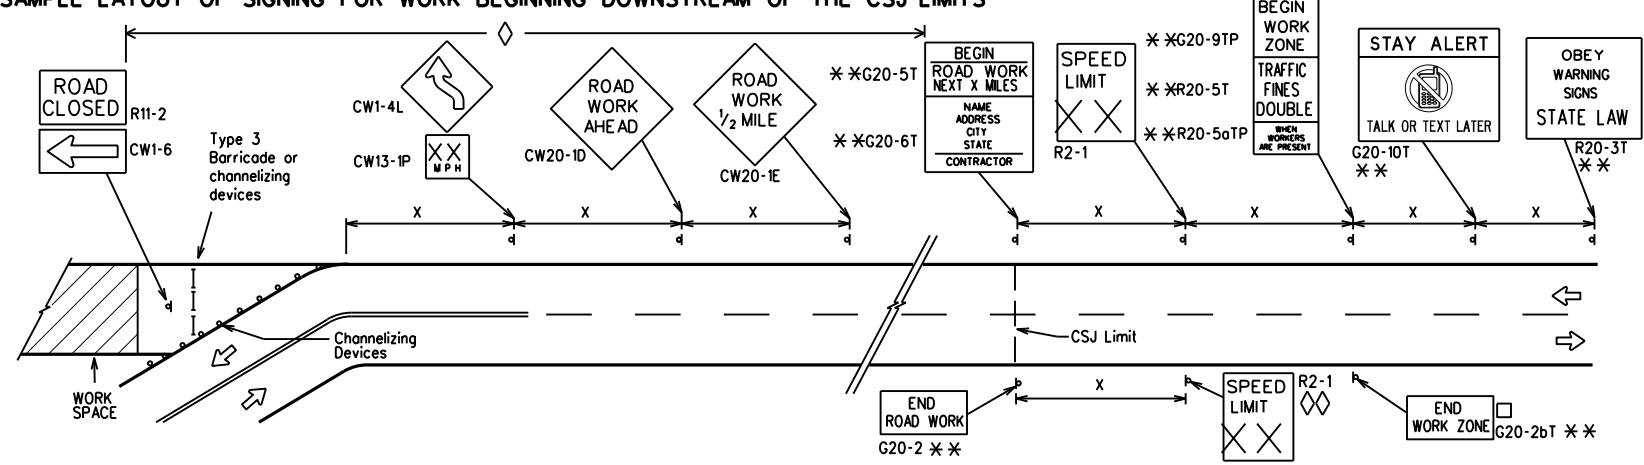 SAMPLE LAYOUT OF SIGNING FOR WORK BEGINNING DOWNSTREAM OF THE CSJ LIMITS
ROAD
CLOSED
R11-2
CW1-6
Type 3
Barricade or
channelizing
devices
CW1-4L
CW13-1P
XX
MPH
ROAD
WORK
AHEAD
CW20-1D
ROAD
WORK
1/2 MILE
CW20-1E
* *G20-5T
* *G20-6T
BEGIN
ROAD WORK
NEXT X MILES
NAME
ADDRESS
CITY
STATE
CONTRACTOR
SPEED
LIMIT
X X
R2-1
* *G20-9TP
* *R20-5T
* *R20-5aTP
BEGIN
WORK
ZONE
TRAFFIC
FINES
DOUBLE
WHEN
WORKERS
ARE PRESENT
STAY ALERT
TALK OR TEXT LATER
G20-10T
* *
OBEY
WARNING
SIGNS
STATE LAW
R20-3T
* *
X
X
X
X
X
X
X
Channelizing
Devices
WORK
SPACE
CSJ Limit
END
ROAD WORK
G20-2 * *
X
SPEED
LIMIT
X X
R2-1
END
WORK ZONE
G20-2bT * *